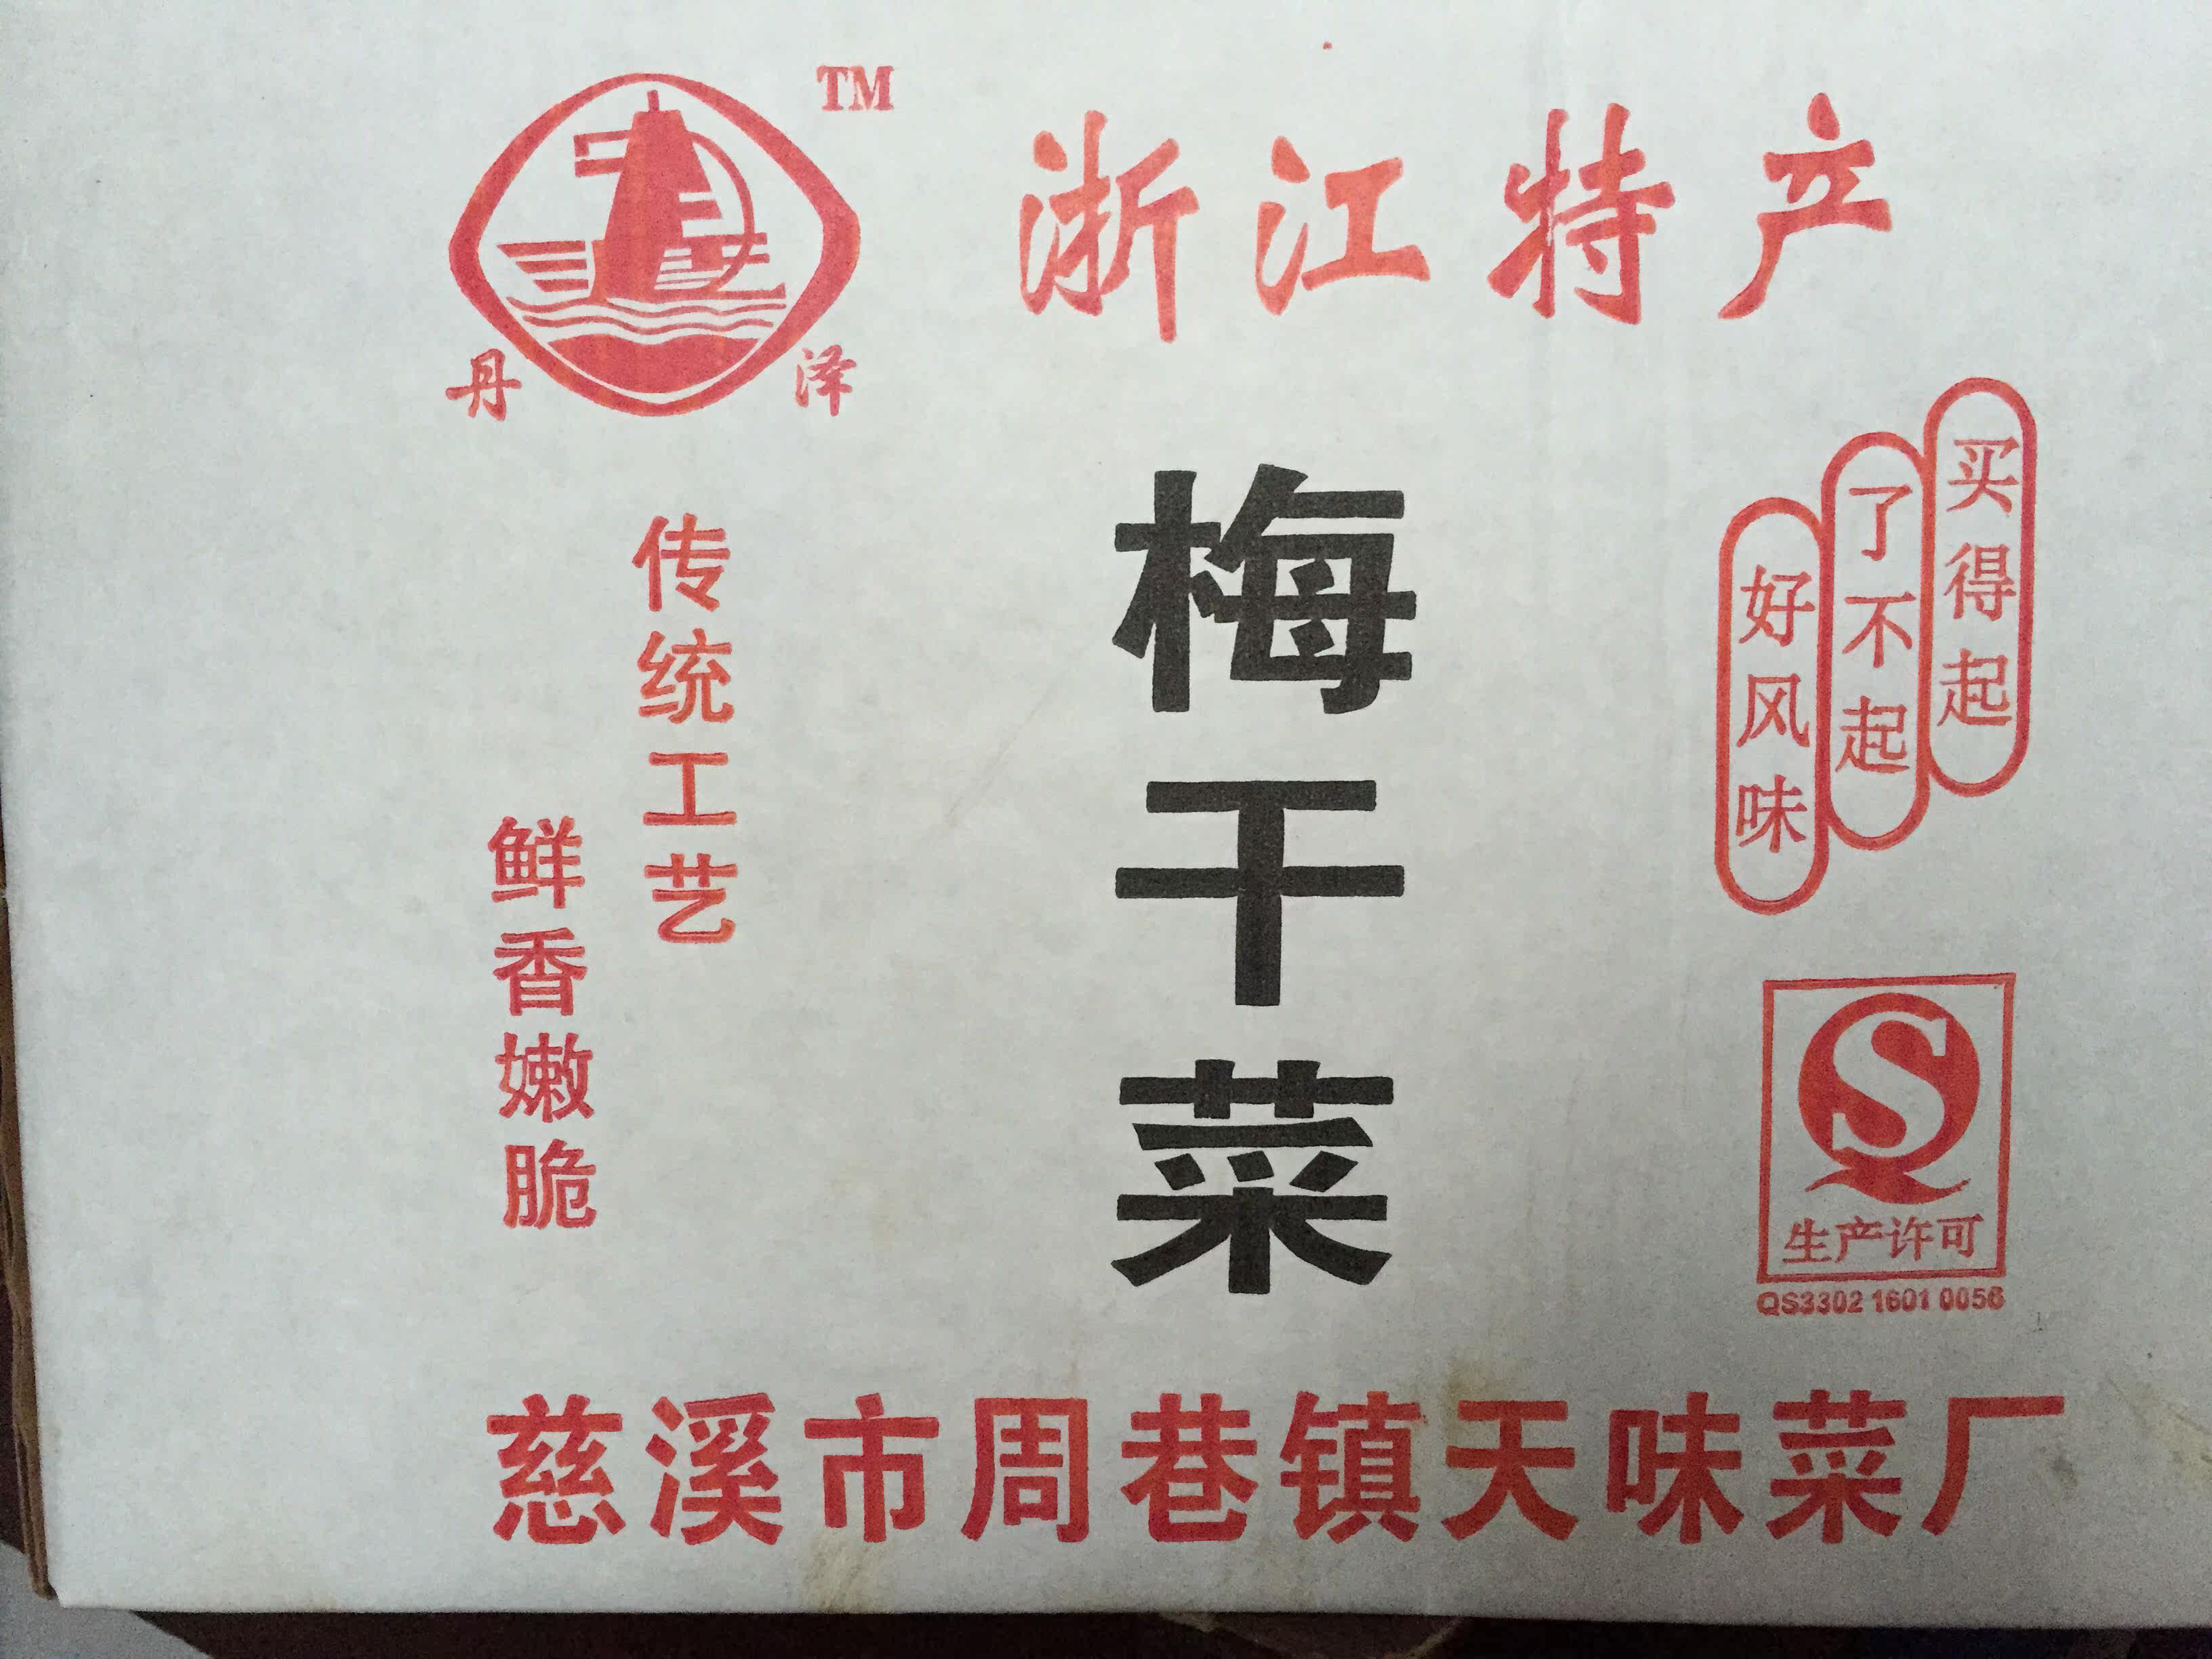 TM
丹 泽
浙江特产
买得起
了不起
好风味
梅干菜
传统工艺
鲜香嫩脆
QS
生产许可
QS3302 1601 0056
慈溪市周巷镇天味菜厂